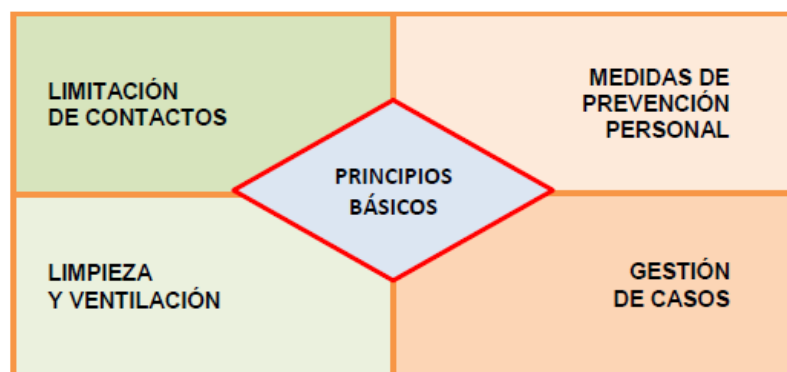 LIMITACIÓN
DE CONTACTOS
MEDIDAS DE
PREVENCIÓN
PERSONAL
PRINCIPIOS
BÁSICOS
LIMPIEZA
Y VENTILACIÓN
GESTIÓN
DE CASOS